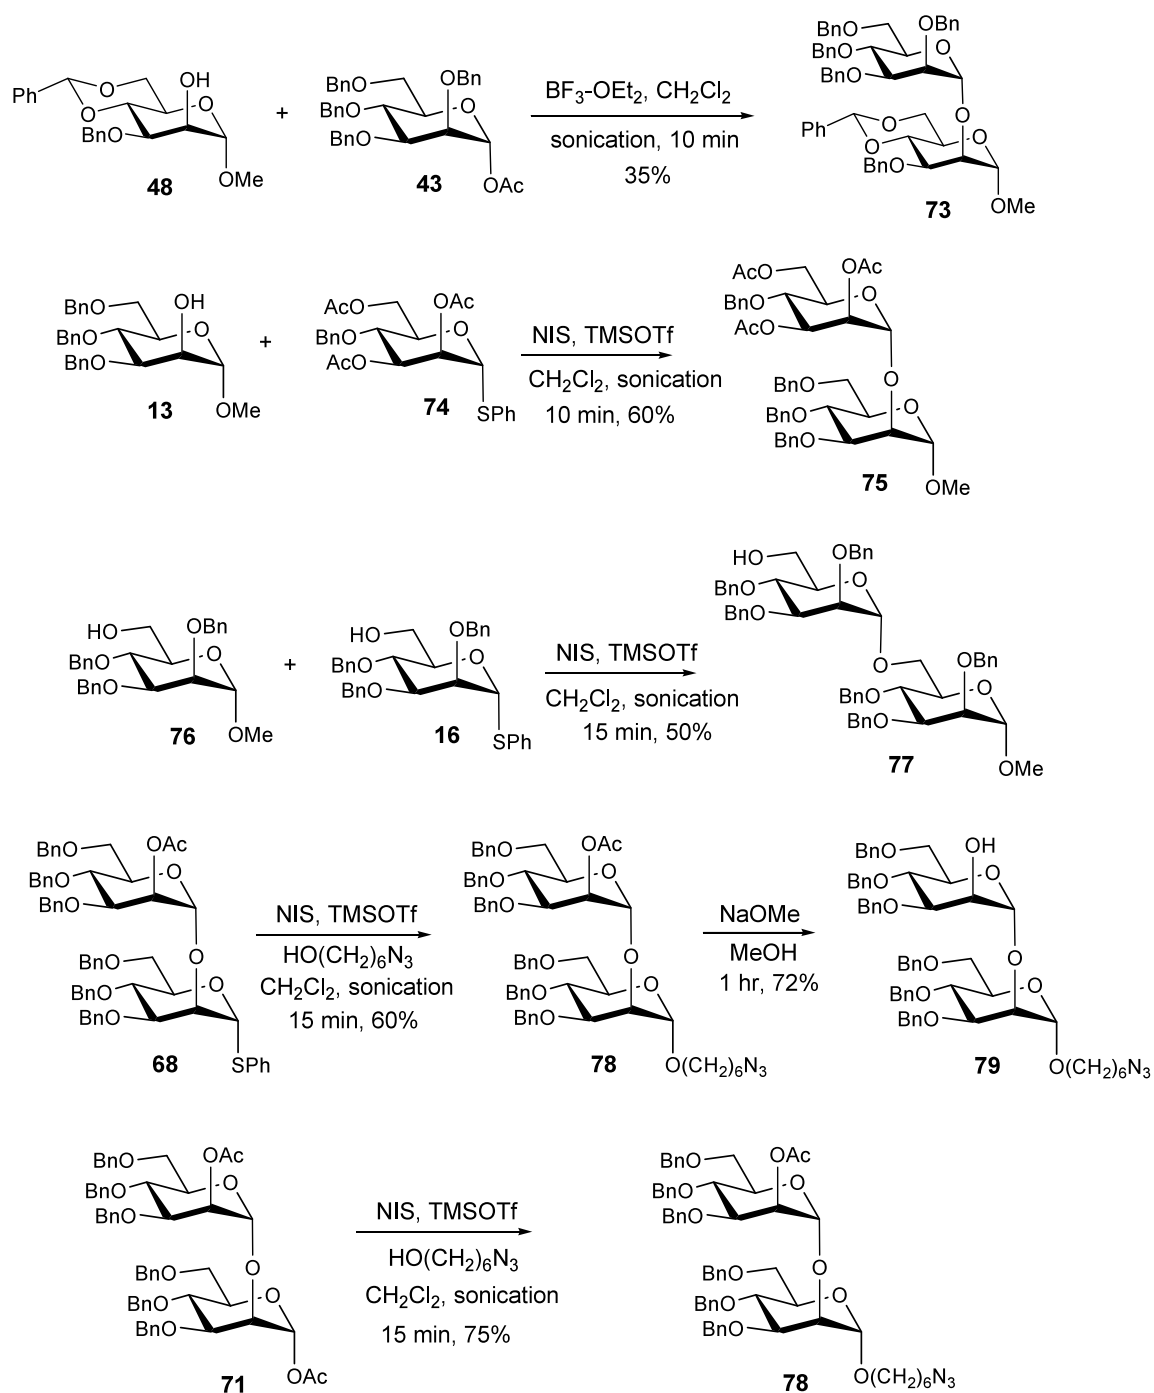 BnO OBn
BnO O
BnO
O
Ph O O O
BnO
OMe
73
Ph O O OH O
BnO
OMe
48
+
BnO OBn
BnO O
BnO
OAc
43
BF3-OEt2, CH2Cl2
sonication, 10 min
35%
BnO OH
BnO O
BnO
OMe
13
+
AcO OAc
BnO O
AcO
SPh
74
NIS, TMSOTf
CH2Cl2, sonication
10 min, 60%
AcO OAc
BnO O
AcO
O
BnO
BnO O
BnO
OMe
75
HO OBn
BnO O
BnO
OMe
76
+
HO OBn
BnO O
BnO
SPh
16
NIS, TMSOTf
CH2Cl2, sonication
15 min, 50%
HO OBn
BnO O
BnO
O OBn
BnO O
BnO
OMe
77
BnO OAc
BnO O
BnO
O
BnO
BnO O
BnO
SPh
68
NIS, TMSOTf
HO(CH2)6N3
CH2Cl2, sonication
15 min, 60%
BnO OAc
BnO O
BnO
O
BnO
BnO O
BnO
O(CH2)6N3
78
NaOMe
MeOH
1 hr, 72%
BnO OH
BnO O
BnO
O
BnO
BnO O
BnO
O(CH2)6N3
79
BnO OAc
BnO O
BnO
O
BnO
BnO O
BnO
OAc
71
NIS, TMSOTf
HO(CH2)6N3
CH2Cl2, sonication
15 min, 75%
BnO OAc
BnO O
BnO
O
BnO
BnO O
BnO
O(CH2)6N3
78